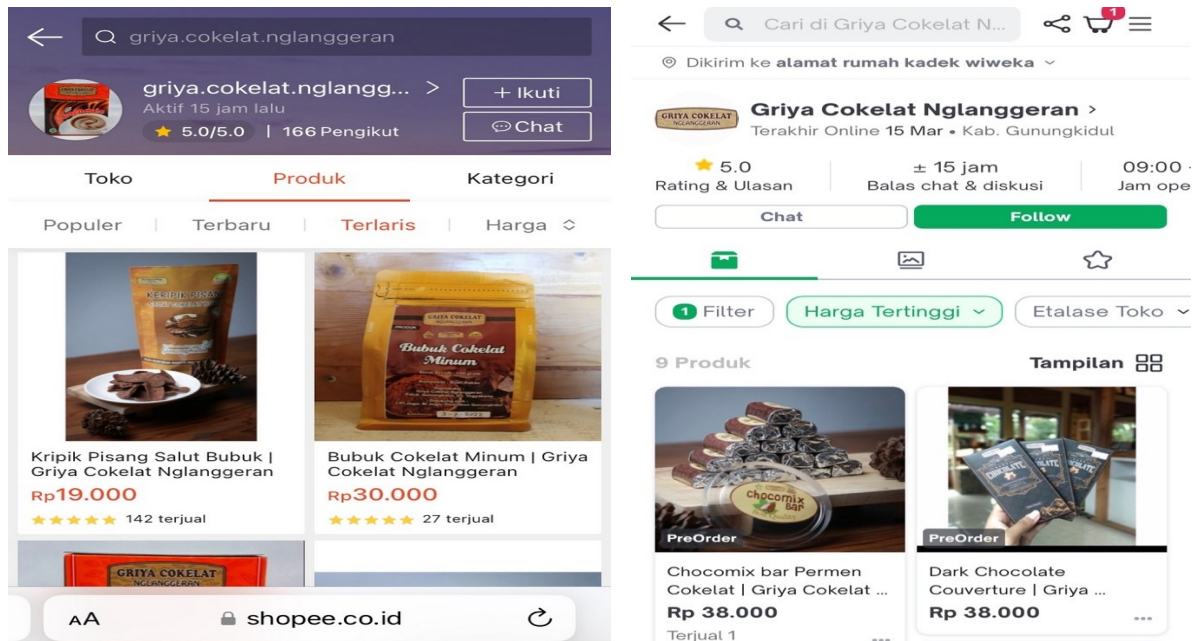 griya.cokelat.nglanggeran
griya.cokelat.nglangg... >
Aktif 15 jam lalu
5.0/5.0 | 166 Pengikut
+ Ikuti
Chat
Toko
Produk
Kategori
Populer
Terbaru
Terlaris
Harga
KERIPIK PISANG
GRIYA COKELAT
NGLANGGERAN
PRODUK
Bubuk Cokelat
Minum
Kripik Pisang Salut Bubuk |
Griya Cokelat Nglanggeran
Rp19.000
142 terjual
Bubuk Cokelat Minum | Griya
Cokelat Nglanggeran
Rp30.000
27 terjual
GRIYA COKELAT
NGLANGGERAN
AA
shopee.co.id
Cari di Griya Cokelat N...
1
Dikirim ke alamat rumah kadek wiweka
GRIYA COKELAT
NGLANGGERAN
Griya Cokelat Nglanggeran >
Terakhir Online 15 Mar • Kab. Gunungkidul
5.0
Rating & Ulasan
± 15 jam
Balas chat & diskusi
09:00
Jam ope
Chat
Follow
1 Filter
Harga Tertinggi
Etalase Toko
9 Produk
Tampilan
chocomix
BAR
PreOrder
Chocomix bar Permen
Cokelat | Griya Cokelat ...
Rp 38.000
Terjual 1
CHOCOLATE
PreOrder
Dark Chocolate
Couverture | Griya ...
Rp 38.000